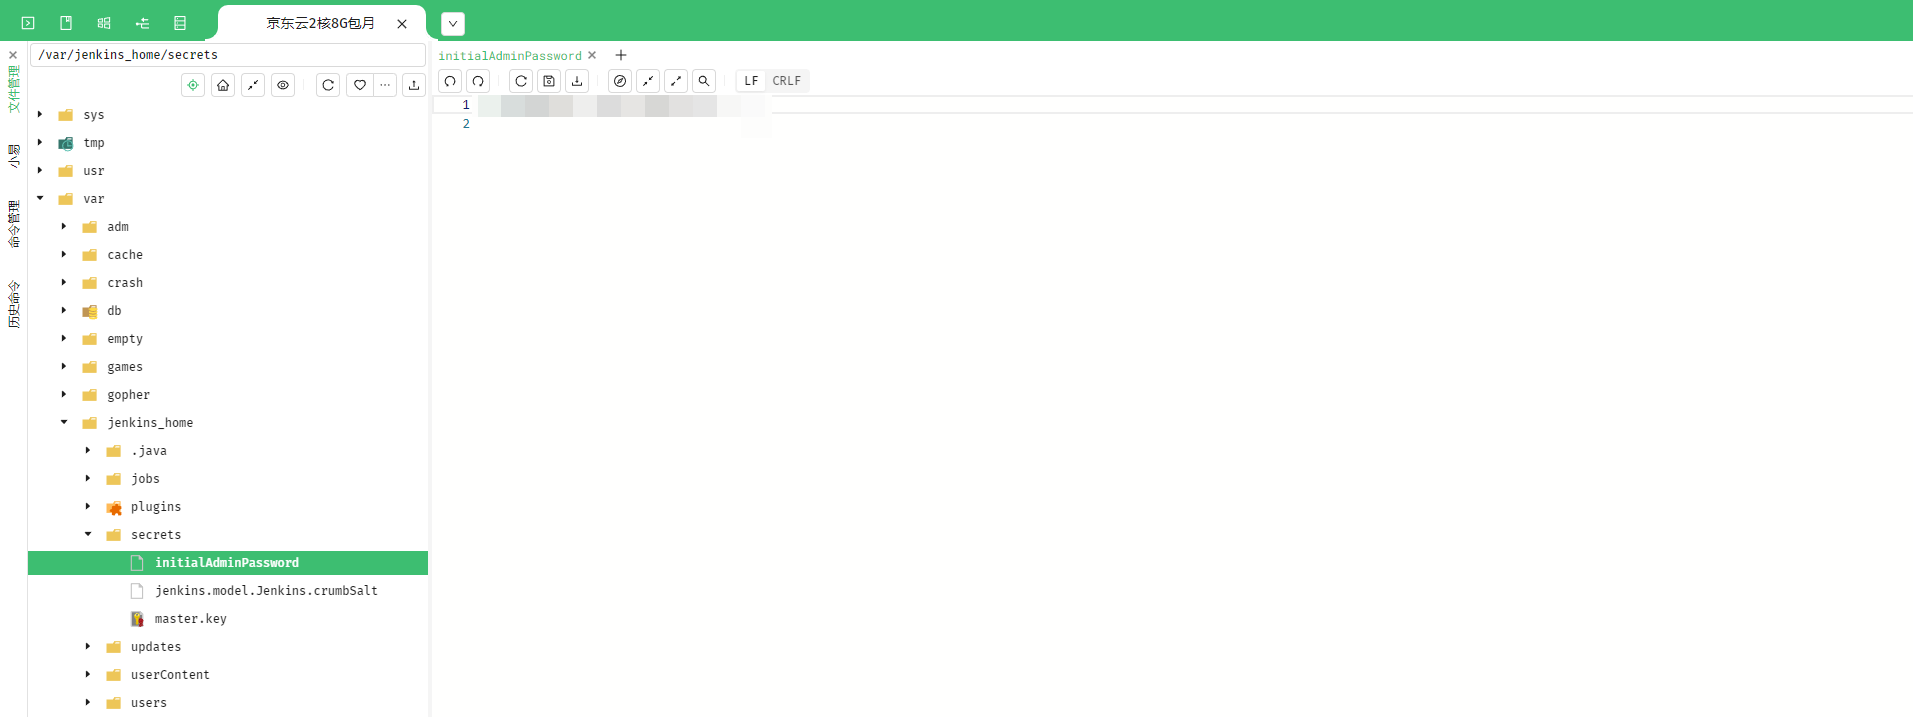 京东云2核8G包月
/var/jenkins_home/secrets
文件管理
小易
命令管理
历史命令
sys
tmp
usr
var
adm
cache
crash
db
empty
games
gopher
jenkins_home
.java
jobs
plugins
secrets
initialAdminPassword
jenkins.model.Jenkins.crumbSalt
master.key
updates
userContent
users
initialAdminPassword
LF CRLF
1
2